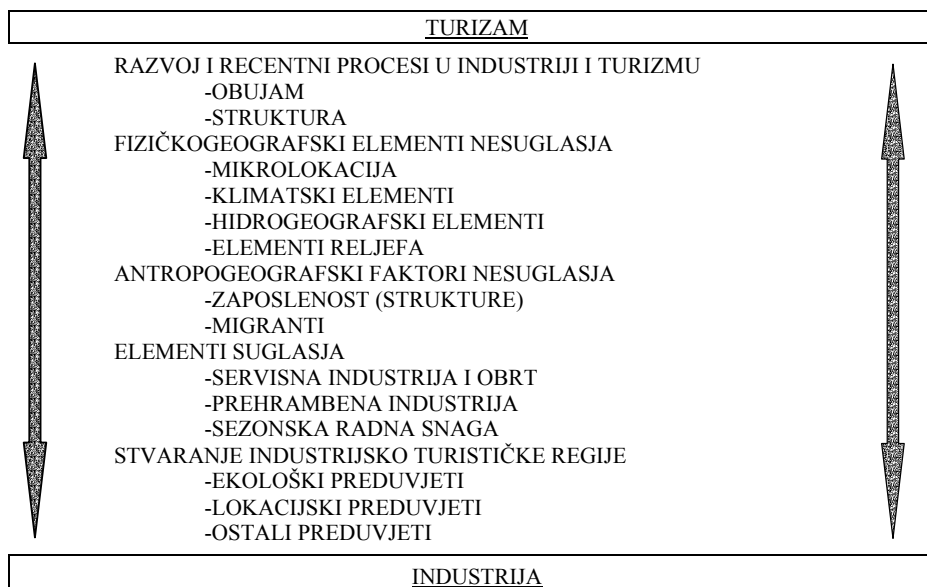 TURIZAM
RAZVOJ I RECENTNI PROCESI U INDUSTRIJI I TURIZMU
-OBUJAM
-STRUKTURA
FIZIČKOGEOGRAFSKI ELEMENTI NESUGLASJA
-MIKROLOKACIJA
-KLIMATSKI ELEMENTI
-HIDROGEOGRAFSKI ELEMENTI
-ELEMENTI RELJEFA
ANTROPOGEOGRAFSKI FAKTORI NESUGLASJA
-ZAPOSLENOST (STRUKTURE)
-MIGRANTI
ELEMENTI SUGLASJA
-SERVISNA INDUSTRIJA I OBRT
-PREHRAMBENA INDUSTRIJA
-SEZONSKA RADNA SNAGA
STVARANJE INDUSTRIJSKO TURISTIČKE REGIJE
-EKOLOŠKI PREDUVJETI
-LOKACIJSKI PREDUVJETI
-OSTALI PREDUVJETI
INDUSTRIJA